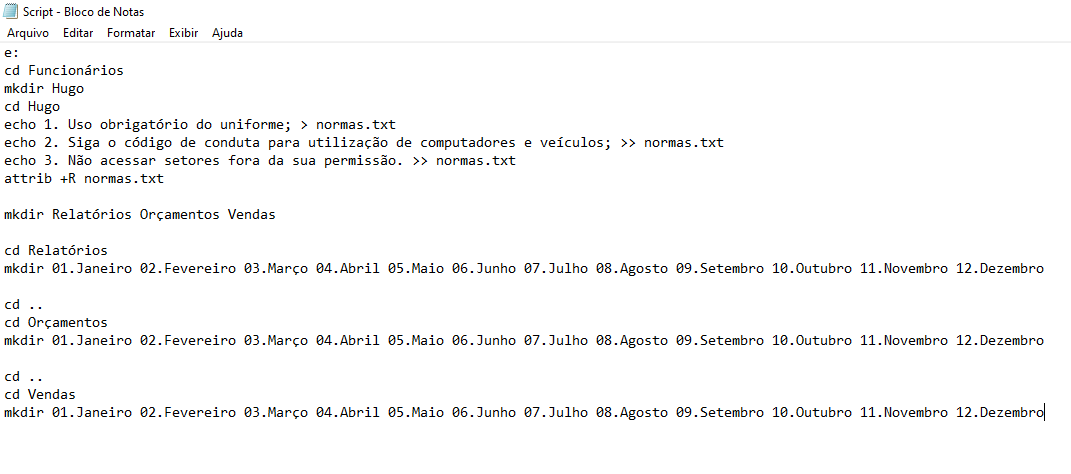 Script - Bloco de Notas
Arquivo Editar Formatar Exibir Ajuda
e:
cd Funcionários
mkdir Hugo
cd Hugo
echo 1. Uso obrigatório do uniforme; > normas.txt
echo 2. Siga o código de conduta para utilização de computadores e veículos; >> normas.txt
echo 3. Não acessar setores fora da sua permissão. >> normas.txt
attrib +R normas.txt
mkdir Relatórios Orçamentos Vendas
cd Relatórios
mkdir 01.Janeiro 02.Fevereiro 03.Março 04.Abril 05.Maio 06.Junho 07.Julho 08.Agosto 09.Setembro 10.Outubro 11.Novembro 12.Dezembro
cd ..
cd Orçamentos
mkdir 01.Janeiro 02.Fevereiro 03.Março 04.Abril 05.Maio 06.Junho 07.Julho 08.Agosto 09.Setembro 10.Outubro 11.Novembro 12.Dezembro
cd ..
cd Vendas
mkdir 01.Janeiro 02.Fevereiro 03.Março 04.Abril 05.Maio 06.Junho 07.Julho 08.Agosto 09.Setembro 10.Outubro 11.Novembro 12.Dezembro